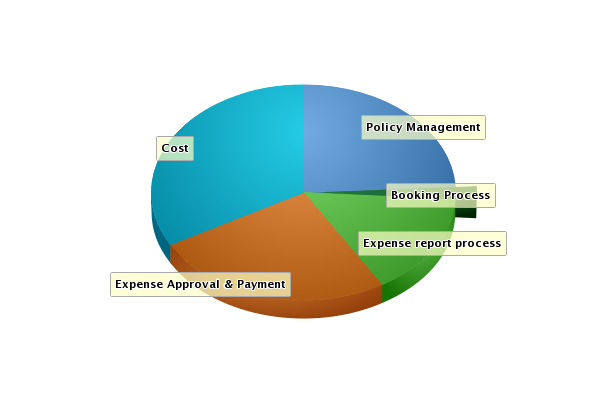 Policy Management
Cost
Booking Process
Expense report process
Expense Approval & Payment